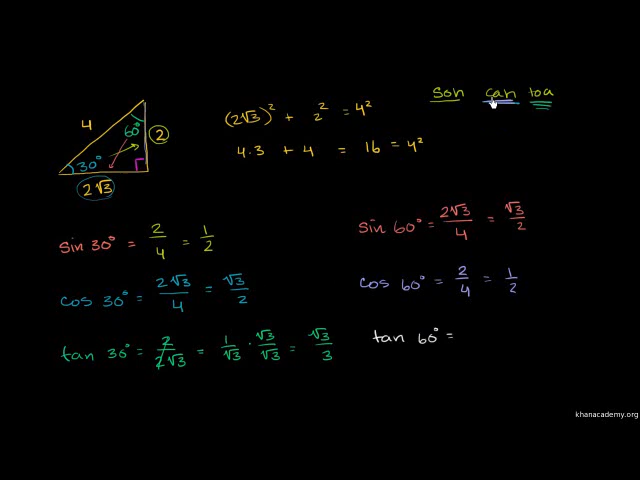 soh cah toa
(2√3)² + 2² = 4²
4·3 + 4 = 16 = 4²
4
60°
2
30°
2√3
sin 30° = 2/4 = 1/2
cos 30° = 2√3/4 = √3/2
tan 30° = 2/2√3 = 1/√3 · √3/√3 = √3/3
sin 60° = 2√3/4 = √3/2
cos 60° = 2/4 = 1/2
tan 60° =
khanacademy.org